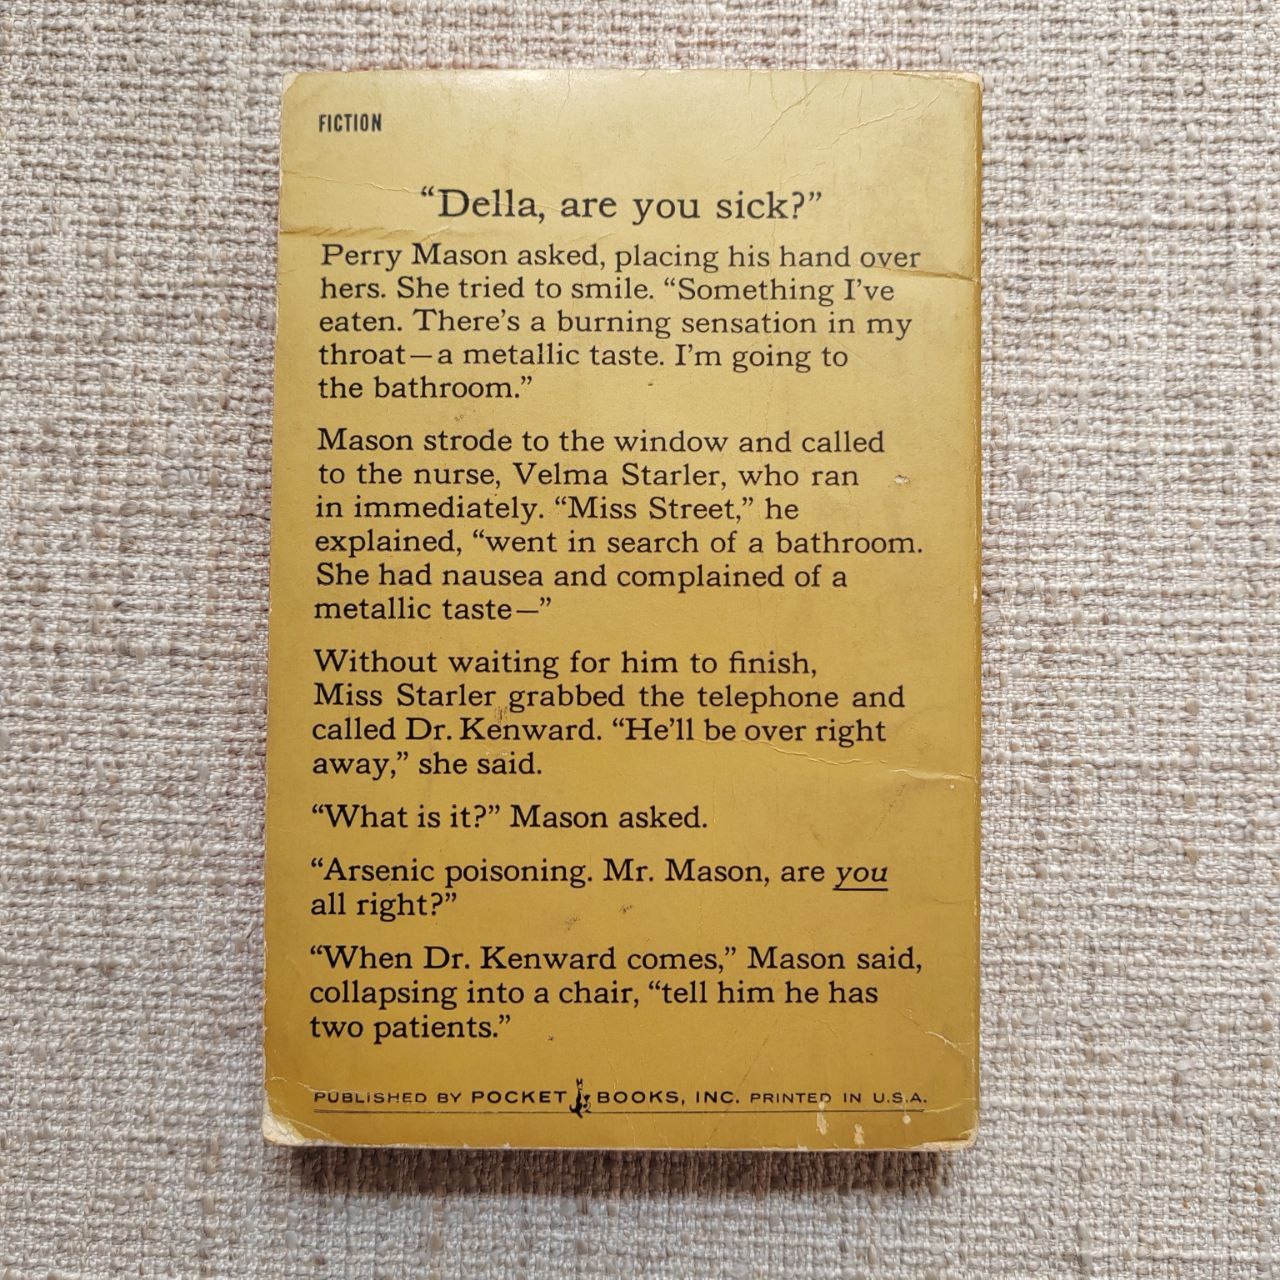 FICTION
“Della, are you sick?”
Perry Mason asked, placing his hand over
hers. She tried to smile. “Something I’ve
eaten. There’s a burning sensation in my
throat—a metallic taste. I’m going to
the bathroom.”
Mason strode to the window and called
to the nurse, Velma Starler, who ran
in immediately. “Miss Street,” he
explained, “went in search of a bathroom.
She had nausea and complained of a
metallic taste—”
Without waiting for him to finish,
Miss Starler grabbed the telephone and
called Dr. Kenward. “He’ll be over right
away,” she said.
“What is it?” Mason asked.
“Arsenic poisoning. Mr. Mason, are you
all right?”
“When Dr. Kenward comes,” Mason said,
collapsing into a chair, “tell him he has
two patients.”
PUBLISHED BY POCKET BOOKS, INC. PRINTED IN U.S.A.